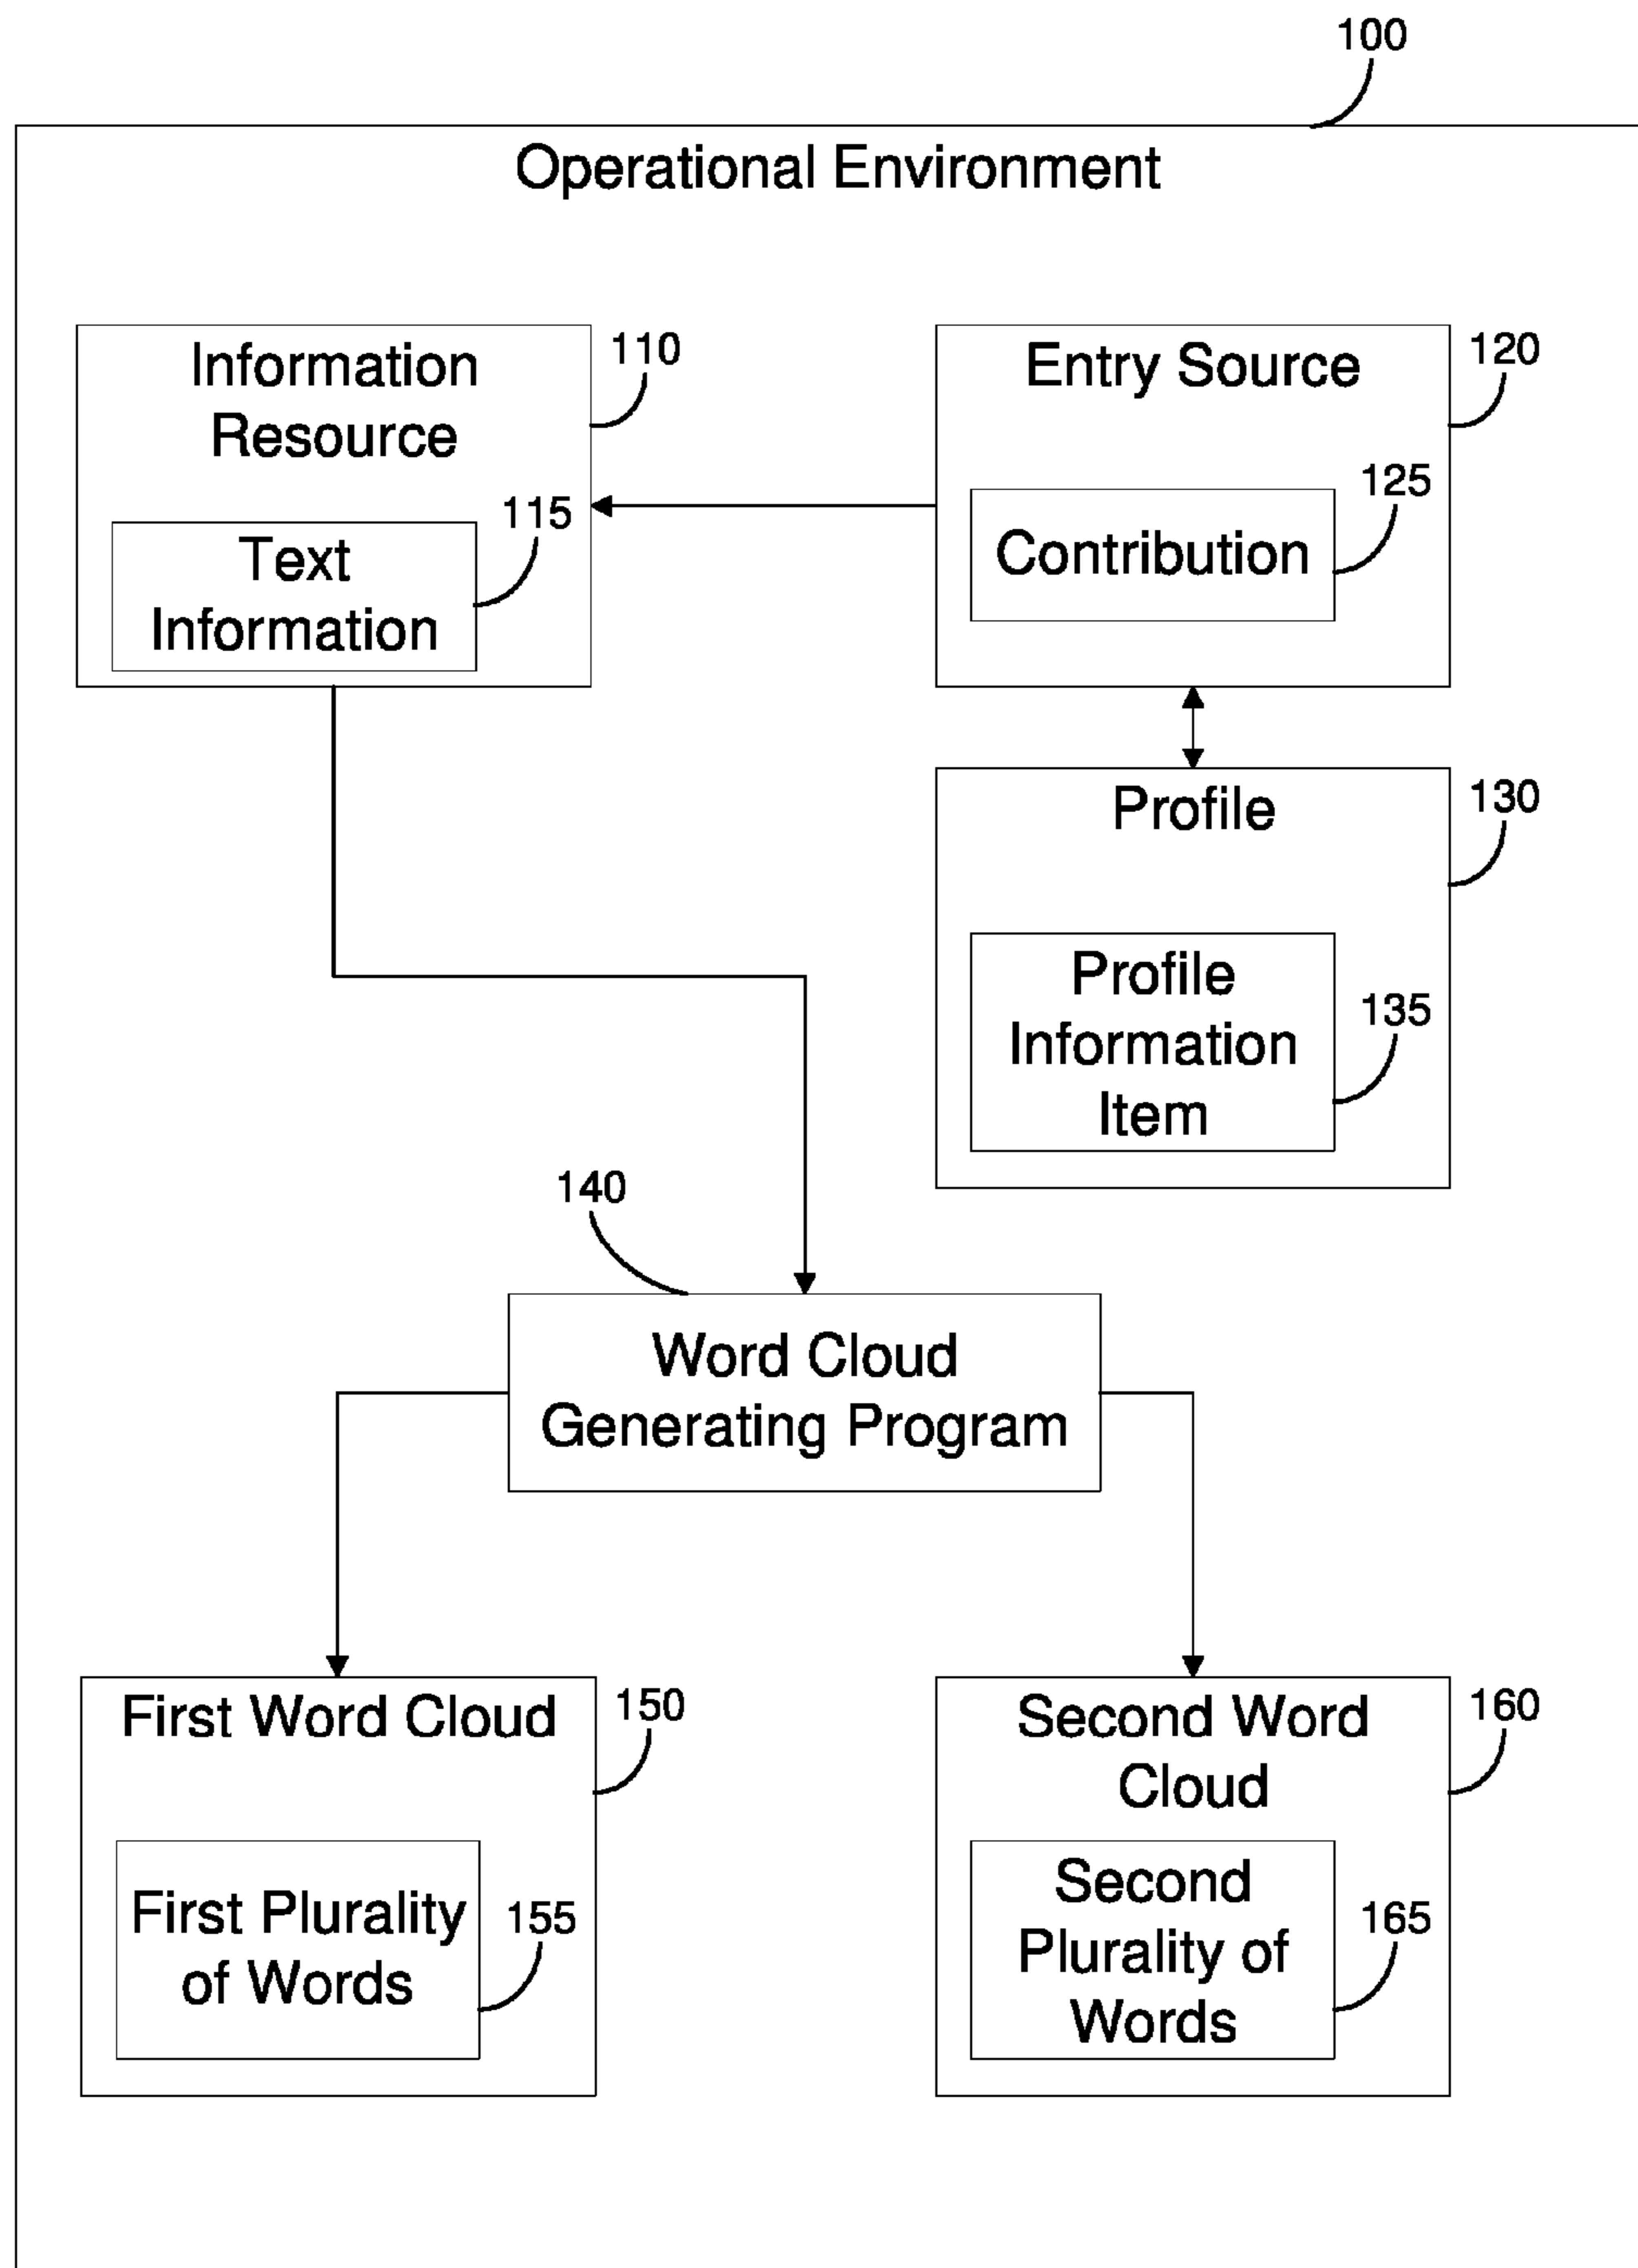 100
Operational Environment
Information
Resource
110
Text
Information
115
Entry Source
120
Contribution
125
Profile
130
Profile
Information
Item
135
140
Word Cloud
Generating Program
First Word Cloud
150
First Plurality
of Words
155
Second Word
Cloud
160
Second
Plurality of
Words
165